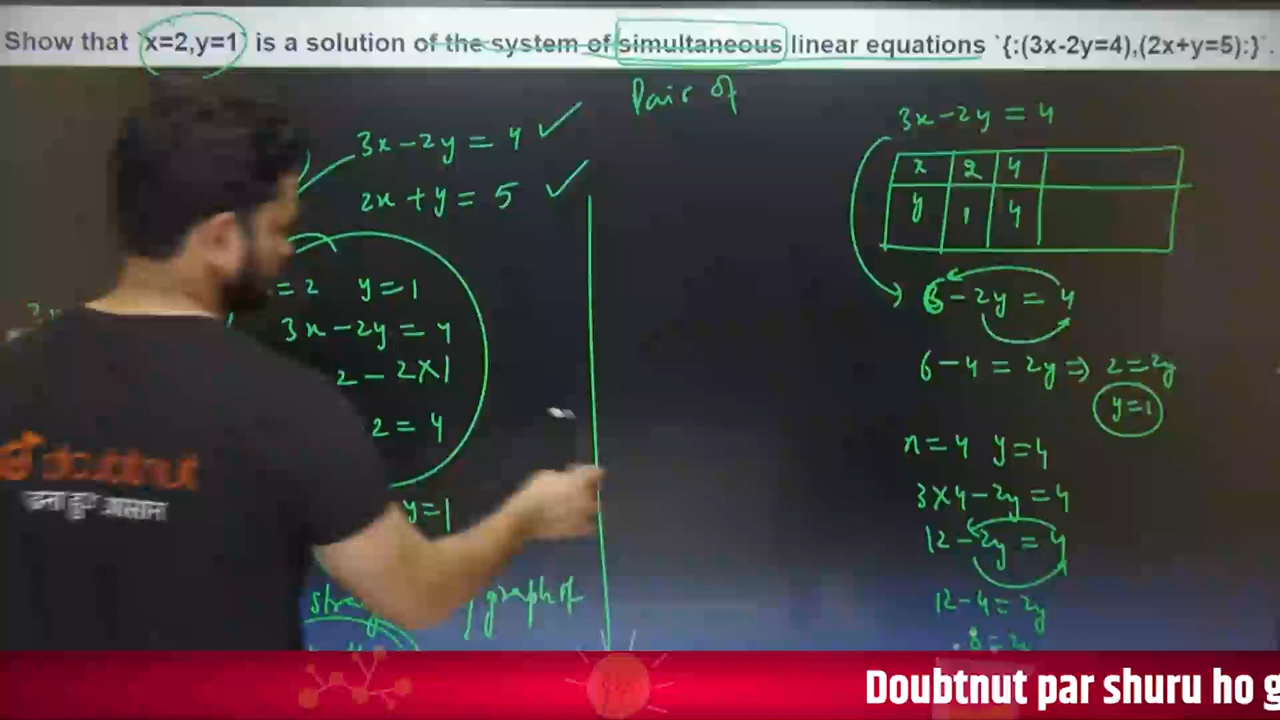 Show that `x=2,y=1` is a solution of the system of simultaneous linear equations `{:(3x-2y=4),(2x+y=5):}`.
Pair of
3x-2y = 4 ✓
2x+y = 5 ✓
=2 y=1
3x-2y = 4
2-2×1
2 = 4
y=1
graph of
3x-2y = 4
x 2 4
y 1 4
6-2y = 4
6-4 = 2y ⇒ 2=2y
y=1
x=4 y=4
3×4-2y=4
12-2y = 4
12-4=2y
doubtnut
Doubtnut par shuru ho g